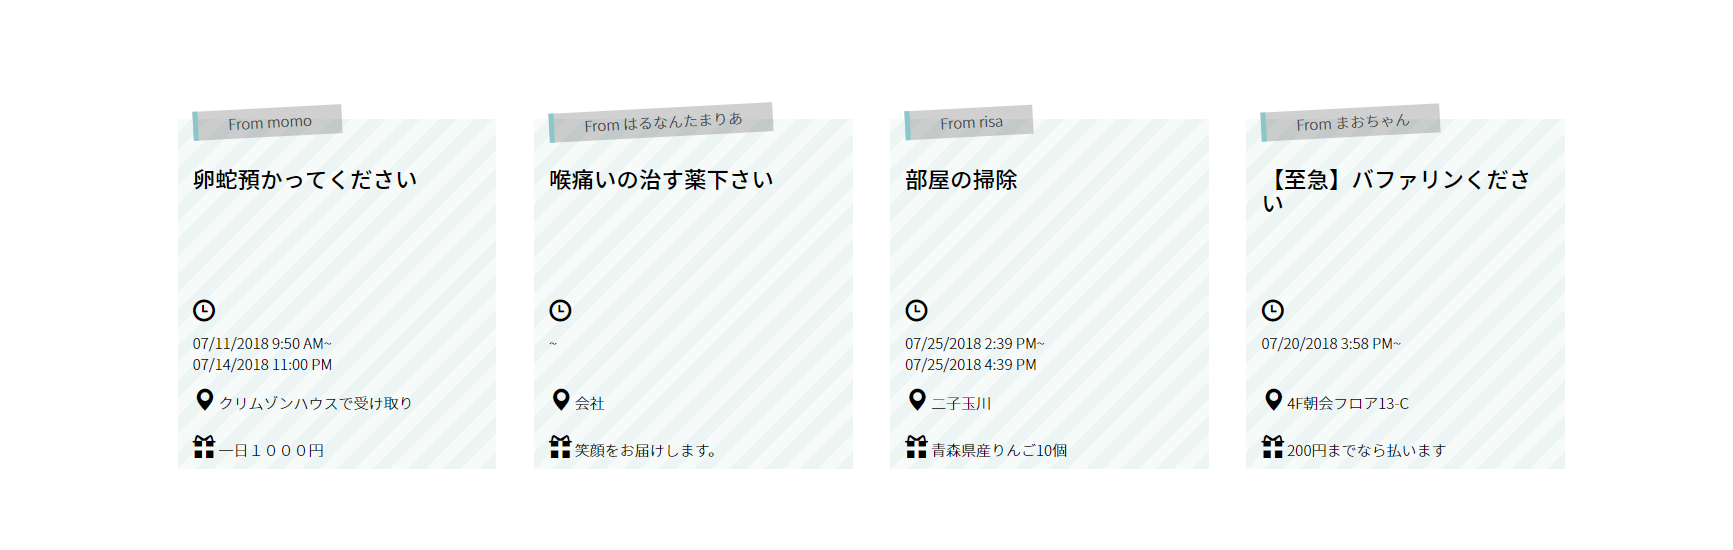 From momo
卵蛇預かってください
07/11/2018 9:50 AM~
07/14/2018 11:00 PM
クリムゾンハウスで受け取り
一日１０００円
From はるなんたまりあ
喉痛いの治す薬下さい
~
会社
笑顔をお届けします。
From risa
部屋の掃除
07/25/2018 2:39 PM~
07/25/2018 4:39 PM
二子玉川
青森県産りんご10個
From まおちゃん
【至急】バファリンくださ
い
07/20/2018 3:58 PM~
4F朝会フロア13-C
200円までなら払います